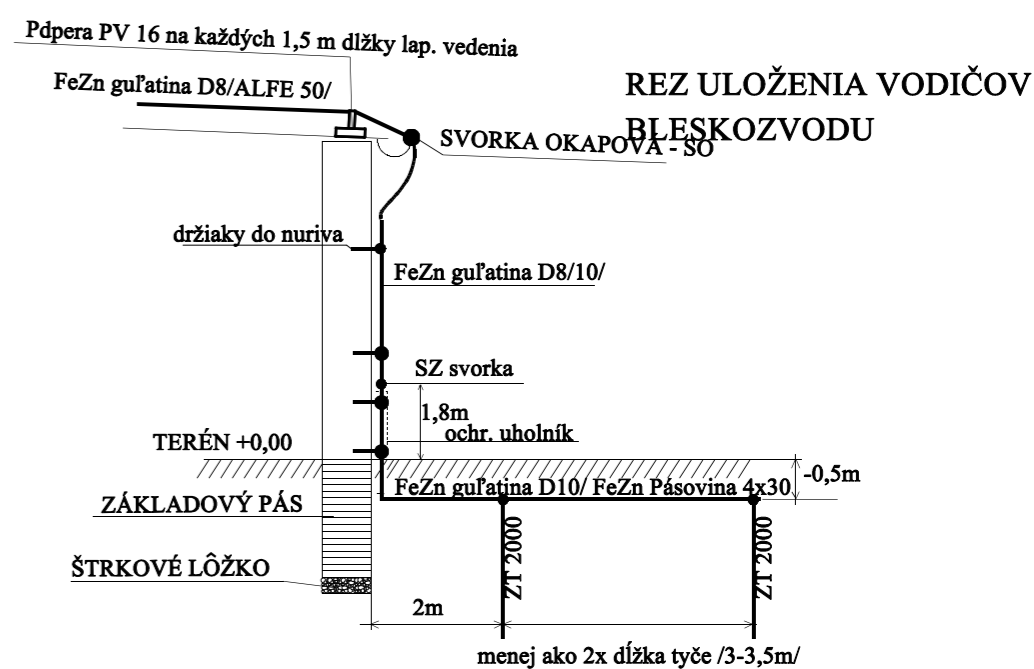 Pdpera PV 16 na každých 1,5 m dlžky lap. vedenia
FeZn guľatina D8/ALFE 50/
REZ ULOŽENIA VODIČOV
BLESKOZVODU
SVORKA OKAPOVÁ - SO
držiaky do nuriva
FeZn guľatina D8/10/
SZ svorka
1,8m
ochr. uholník
TERÉN +0,00
-0,5m
FeZn guľatina D10/ FeZn Pásovina 4x30
ZÁKLADOVÝ PÁS
ZT 2000
ZT 2000
ŠTRKOVÉ LÔŽKO
2m
menej ako 2x dĺžka tyče /3-3,5m/